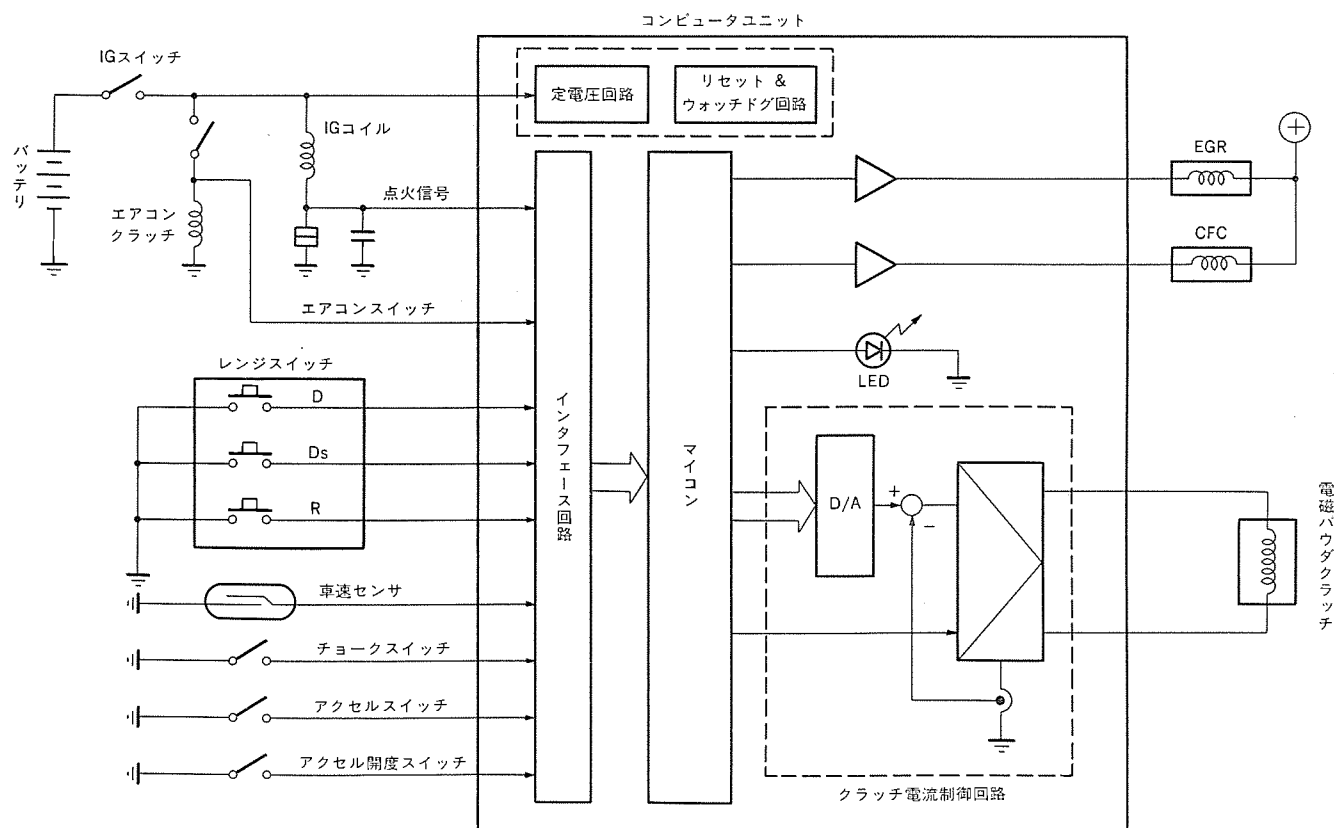 コンピュータユニット
IGスイッチ
定電圧回路
リセット &
ウォッチドグ回路
バッテリ
IGコイル
点火信号
エアコン
クラッチ
エアコンスイッチ
EGR
CFC
LED
レンジスイッチ
D
Ds
R
インタフェース回路
マイコン
D/A
+
−
電磁パウダクラッチ
車速センサ
チョークスイッチ
アクセルスイッチ
アクセル開度スイッチ
クラッチ電流制御回路